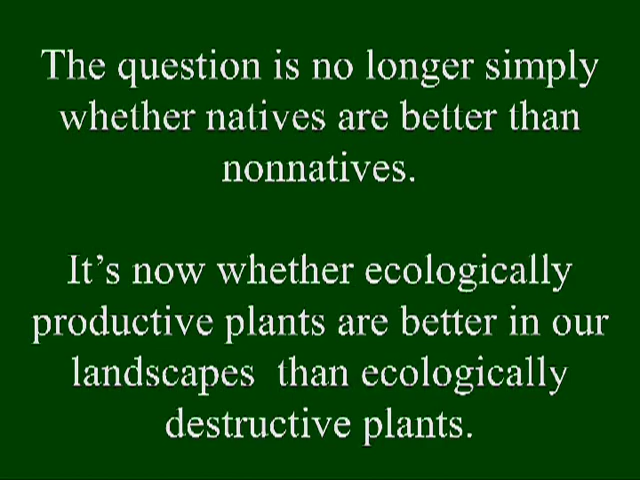 The question is no longer simply
whether natives are better than
nonnatives.
It’s now whether ecologically
productive plants are better in our
landscapes  than ecologically
destructive plants.